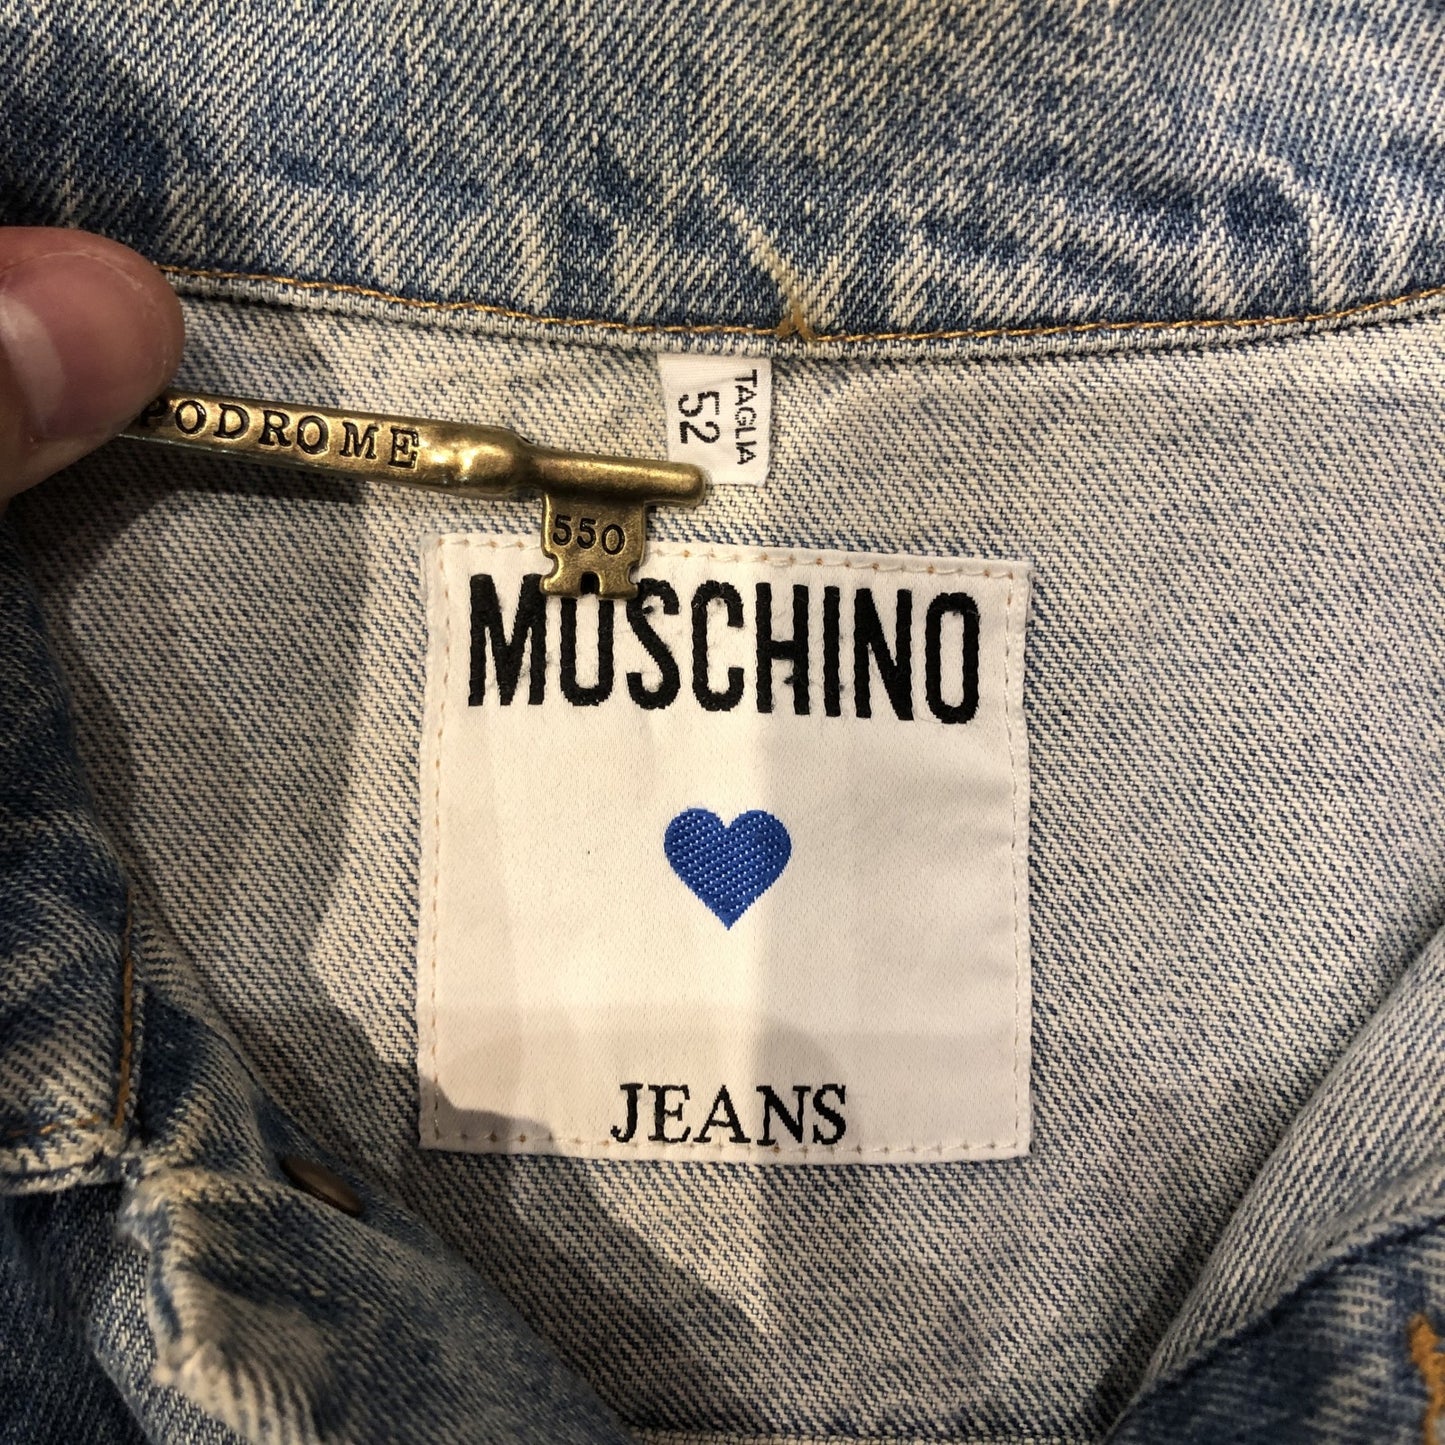 TAGLIA
52
PODROME
550
MOSCHINO
JEANS